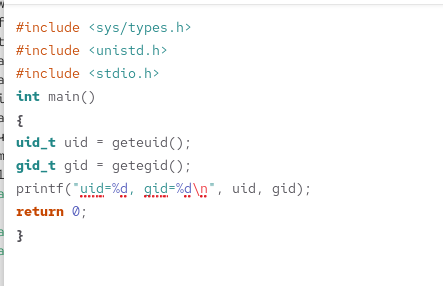 #include <sys/types.h>
#include <unistd.h>
#include <stdio.h>
int main()
{
uid_t uid = geteuid();
gid_t gid = getegid();
printf("uid=%d, gid=%d\n", uid, gid);
return 0;
}